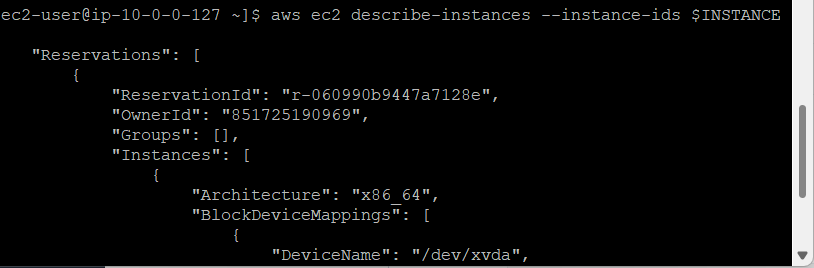 ec2-user@ip-10-0-0-127 ~]$ aws ec2 describe-instances --instance-ids $INSTANCE
"Reservations": [
{
"ReservationId": "r-060990b9447a7128e",
"OwnerId": "851725190969",
"Groups": [],
"Instances": [
{
"Architecture": "x86_64",
"BlockDeviceMappings": [
{
"DeviceName": "/dev/xvda",